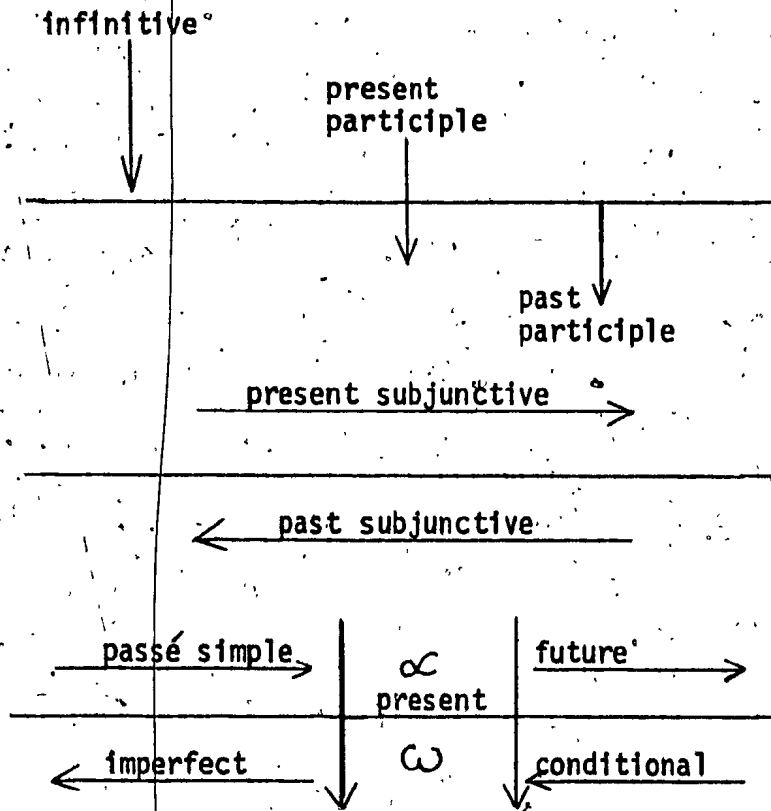 infinitive
present
participle
past
participle
present subjunctive
past subjunctive
passé simple
∝
future
present
imperfect
ω
conditional